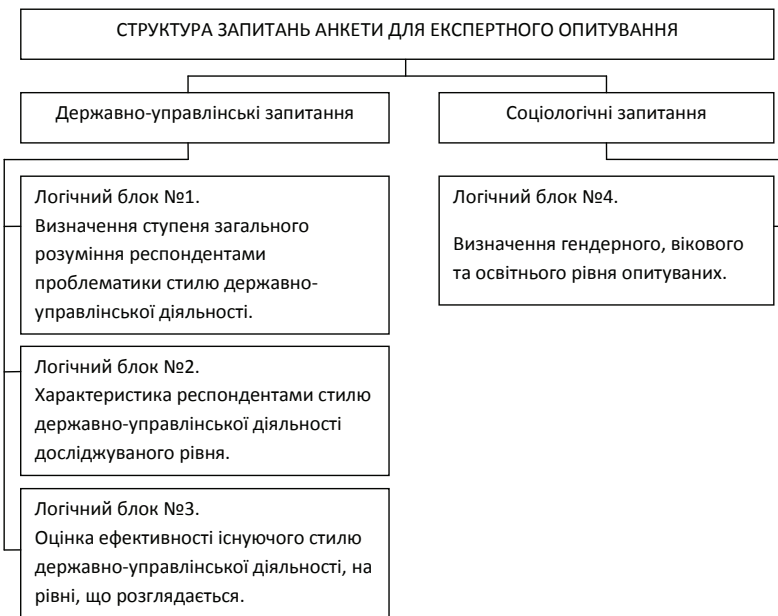 СТРУКТУРА ЗАПИТАНЬ АНКЕТИ ДЛЯ ЕКСПЕРТНОГО ОПИТУВАННЯ
Державно-управлінські запитання
Логічний блок №1.
Визначення ступеня загального
розуміння респондентами
проблематики стилю державно-
управлінської діяльності.
Логічний блок №2.
Характеристика респондентами стилю
державно-управлінської діяльності
досліджуваного рівня.
Логічний блок №3.
Оцінка ефективності існуючого стилю
державно-управлінської діяльності, на
рівні, що розглядається.
Соціологічні запитання
Логічний блок №4.
Визначення гендерного, вікового
та освітнього рівня опитуваних.